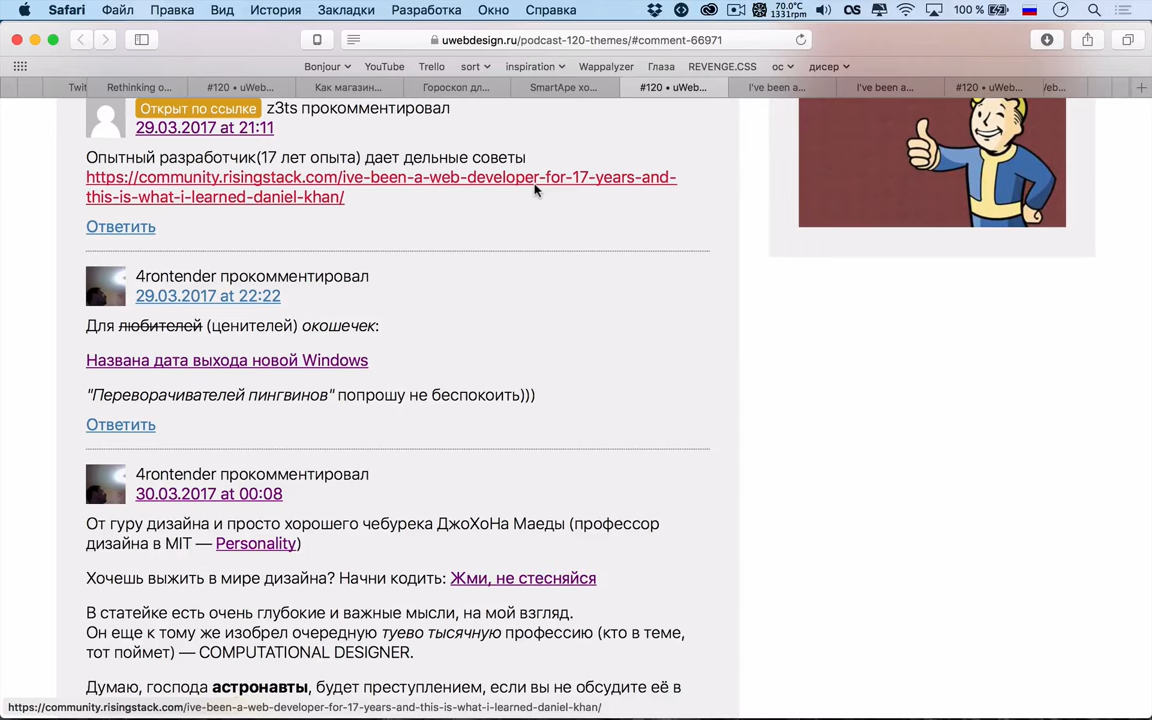 Safari Файл Правка Вид История Закладки Разработка Окно Справка 70.0°C 1331rpm 100 %
uwebdesign.ru/podcast-120-themes/#comment-66971
Bonjour YouTube Trello sort inspiration Wappalyzer Глаза REVENGE.CSS ос дисер
Twit Rethinking o... #120 • uWeb... Как магазин... Гороскоп дл... SmartApe хо... #120 • uWeb... I've been a... I've been a... #120 • uWeb... /eb...
Открыт по ссылке z3ts прокомментировал
29.03.2017 at 21:11
Опытный разработчик(17 лет опыта) дает дельные советы
https://community.risingstack.com/ive-been-a-web-developer-for-17-years-and-
this-is-what-i-learned-daniel-khan/
Ответить
4rontender прокомментировал
29.03.2017 at 22:22
Для любителей (ценителей) окошечек:
Названа дата выхода новой Windows
"Переворачивателей пингвинов" попрошу не беспокоить)))
Ответить
4rontender прокомментировал
30.03.2017 at 00:08
От гуру дизайна и просто хорошего чебурека ДжоХоНа Маеды (профессор
дизайна в MIT — Personality)
Хочешь выжить в мире дизайна? Начни кодить: Жми, не стесняйся
В статейке есть очень глубокие и важные мысли, на мой взгляд.
Он еще к тому же изобрел очередную туево тысячную профессию (кто в теме,
тот поймет) — COMPUTATIONAL DESIGNER.
Думаю, господа астронавты, будет преступлением, если вы не обсудите её в
https://community.risingstack.com/ive-been-a-web-developer-for-17-years-and-this-is-what-i-learned-daniel-khan/